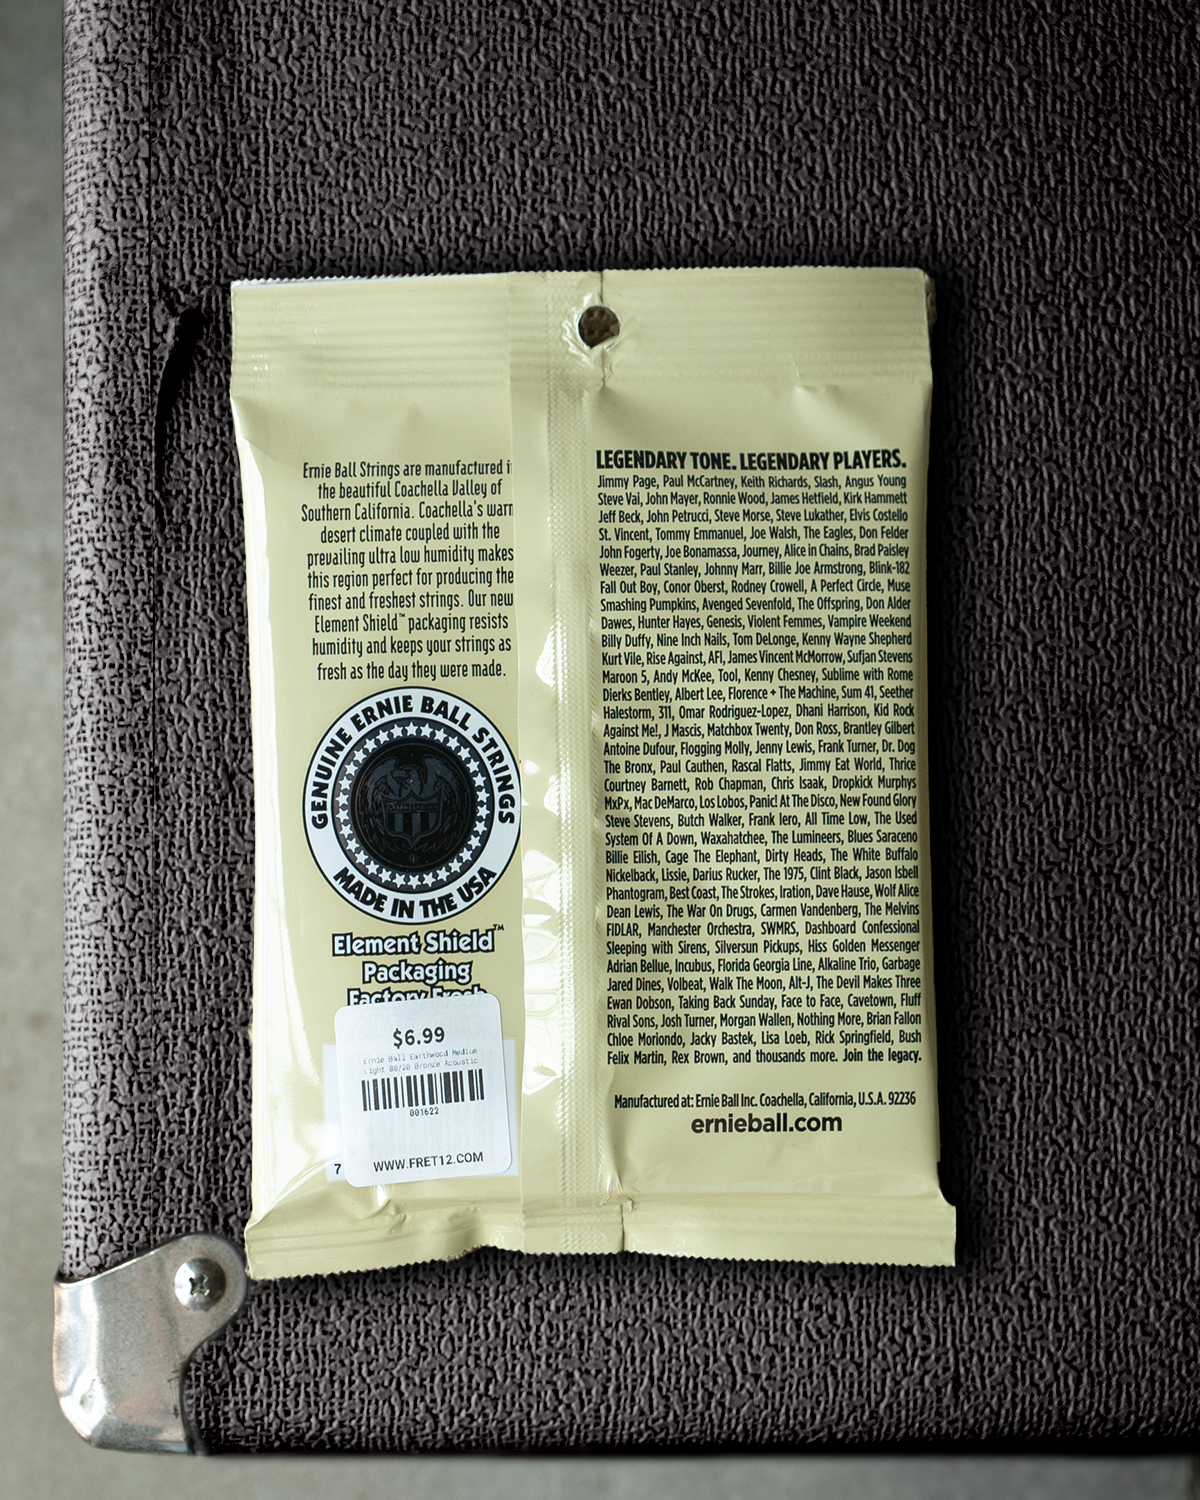 Ernie Ball Strings are manufactured i
the beautiful Coachella Valley of
Southern California. Coachella's warm
desert climate coupled with the
prevailing ultra low humidity makes
this region perfect for producing the
finest and freshest strings. Our new
Element Shield™ packaging resists
humidity and keeps your strings as
fresh as the day they were made.
GENUINE ERNIE BALL STRINGS
MADE IN THE USA
Element Shield™
Packaging
Factory Fresh
$6.99
Ernie Ball Earthwood Medium
Light 80/20 Bronze Acoustic
001622
7
WWW.FRET12.COM
LEGENDARY TONE. LEGENDARY PLAYERS.
Jimmy Page, Paul McCartney, Keith Richards, Slash, Angus Young
Steve Vai, John Mayer, Ronnie Wood, James Hetfield, Kirk Hammett
Jeff Beck, John Petrucci, Steve Morse, Steve Lukather, Elvis Costello
St. Vincent, Tommy Emmanuel, Joe Walsh, The Eagles, Don Felder
John Fogerty, Joe Bonamassa, Journey, Alice in Chains, Brad Paisley
Weezer, Paul Stanley, Johnny Marr, Billie Joe Armstrong, Blink-182
Fall Out Boy, Conor Oberst, Rodney Crowell, A Perfect Circle, Muse
Smashing Pumpkins, Avenged Sevenfold, The Offspring, Don Alder
Dawes, Hunter Hayes, Genesis, Violent Femmes, Vampire Weekend
Billy Duffy, Nine Inch Nails, Tom DeLonge, Kenny Wayne Shepherd
Kurt Vile, Rise Against, AFI, James Vincent McMorrow, Sufjan Stevens
Maroon 5, Andy McKee, Tool, Kenny Chesney, Sublime with Rome
Dierks Bentley, Albert Lee, Florence + The Machine, Sum 41, Seether
Halestorm, 311, Omar Rodriguez-Lopez, Dhani Harrison, Kid Rock
Against Me!, J Mascis, Matchbox Twenty, Don Ross, Brantley Gilbert
Antoine Dufour, Flogging Molly, Jenny Lewis, Frank Turner, Dr. Dog
The Bronx, Paul Cauthen, Rascal Flatts, Jimmy Eat World, Thrice
Courtney Barnett, Rob Chapman, Chris Isaak, Dropkick Murphys
MxPx, Mac DeMarco, Los Lobos, Panic! At The Disco, New Found Glory
Steve Stevens, Butch Walker, Frank Iero, All Time Low, The Used
System Of A Down, Waxahatchee, The Lumineers, Blues Saraceno
Billie Eilish, Cage The Elephant, Dirty Heads, The White Buffalo
Nickelback, Lissie, Darius Rucker, The 1975, Clint Black, Jason Isbell
Phantogram, Best Coast, The Strokes, Iration, Dave Hause, Wolf Alice
Dean Lewis, The War On Drugs, Carmen Vandenberg, The Melvins
FIDLAR, Manchester Orchestra, SWMRS, Dashboard Confessional
Sleeping with Sirens, Silversun Pickups, Hiss Golden Messenger
Adrian Bellue, Incubus, Florida Georgia Line, Alkaline Trio, Garbage
Jared Dines, Volbeat, Walk The Moon, Alt-J, The Devil Makes Three
Ewan Dobson, Taking Back Sunday, Face to Face, Cavetown, Fluff
Rival Sons, Josh Turner, Morgan Wallen, Nothing More, Brian Fallon
Chloe Moriondo, Jacky Bastek, Lisa Loeb, Rick Springfield, Bush
Felix Martin, Rex Brown, and thousands more. Join the legacy.
Manufactured at: Ernie Ball Inc. Coachella, California, U.S.A. 92236
ernieball.com